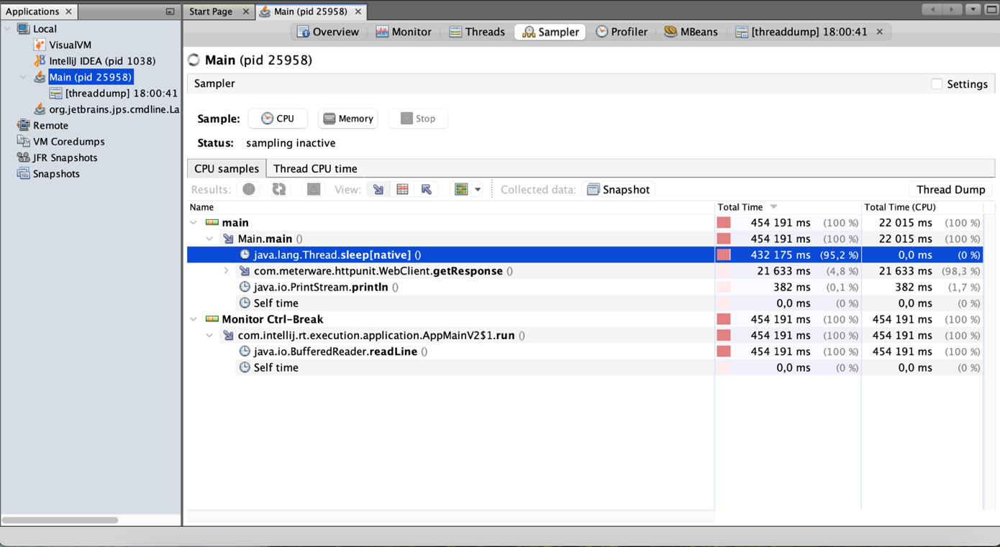 Applications Start Page Main (pid 25958)
Local
VisualVM
IntelliJ IDEA (pid 1038)
Main (pid 25958)
[threaddump] 18:00:41
org.jetbrains.jps.cmdline.La
Remote
VM Coredumps
JFR Snapshots
Snapshots
Overview Monitor Threads Sampler Profiler MBeans [threaddump] 18:00:41
Main (pid 25958)
Sampler Settings
Sample: CPU Memory Stop
Status: sampling inactive
CPU samples Thread CPU time
Results: View: Collected data: Snapshot Thread Dump
Name Total Time Total Time (CPU)
main 454 191 ms (100 %) 22 015 ms (100 %)
Main.main () 454 191 ms (100 %) 22 015 ms (100 %)
java.lang.Thread.sleep[native] () 432 175 ms (95,2 %) 0,0 ms (0 %)
com.meterware.httpunit.WebClient.getResponse () 21 633 ms (4,8 %) 21 633 ms (98,3 %)
java.io.PrintStream.println () 382 ms (0,1 %) 382 ms (1,7 %)
Self time 0,0 ms (0 %) 0,0 ms (0 %)
Monitor Ctrl-Break 454 191 ms (100 %) 454 191 ms (100 %)
com.intellij.rt.execution.application.AppMainV2$1.run () 454 191 ms (100 %) 454 191 ms (100 %)
java.io.BufferedReader.readLine () 454 191 ms (100 %) 454 191 ms (100 %)
Self time 0,0 ms (0 %) 0,0 ms (0 %)